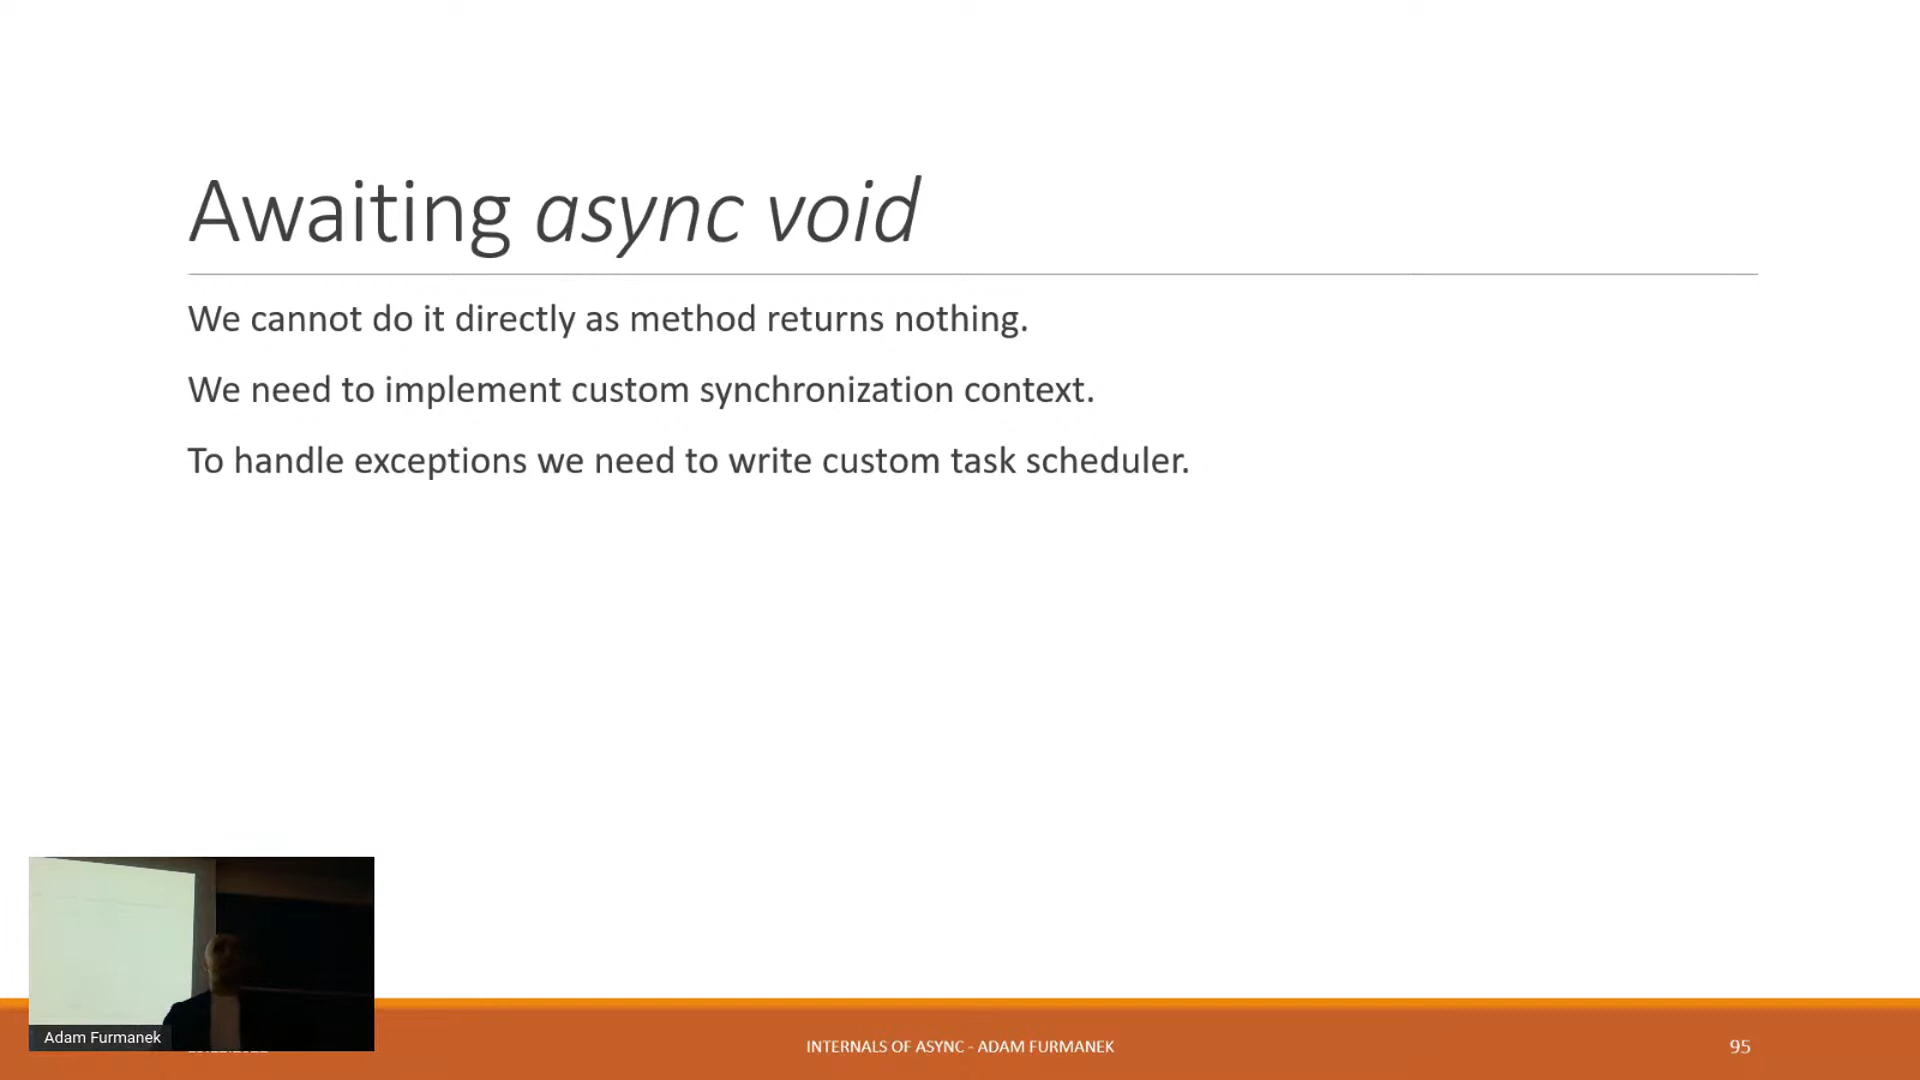 Awaiting async void
We cannot do it directly as method returns nothing.
We need to implement custom synchronization context.
To handle exceptions we need to write custom task scheduler.
Adam Furmanek
INTERNALS OF ASYNC - ADAM FURMANEK
95